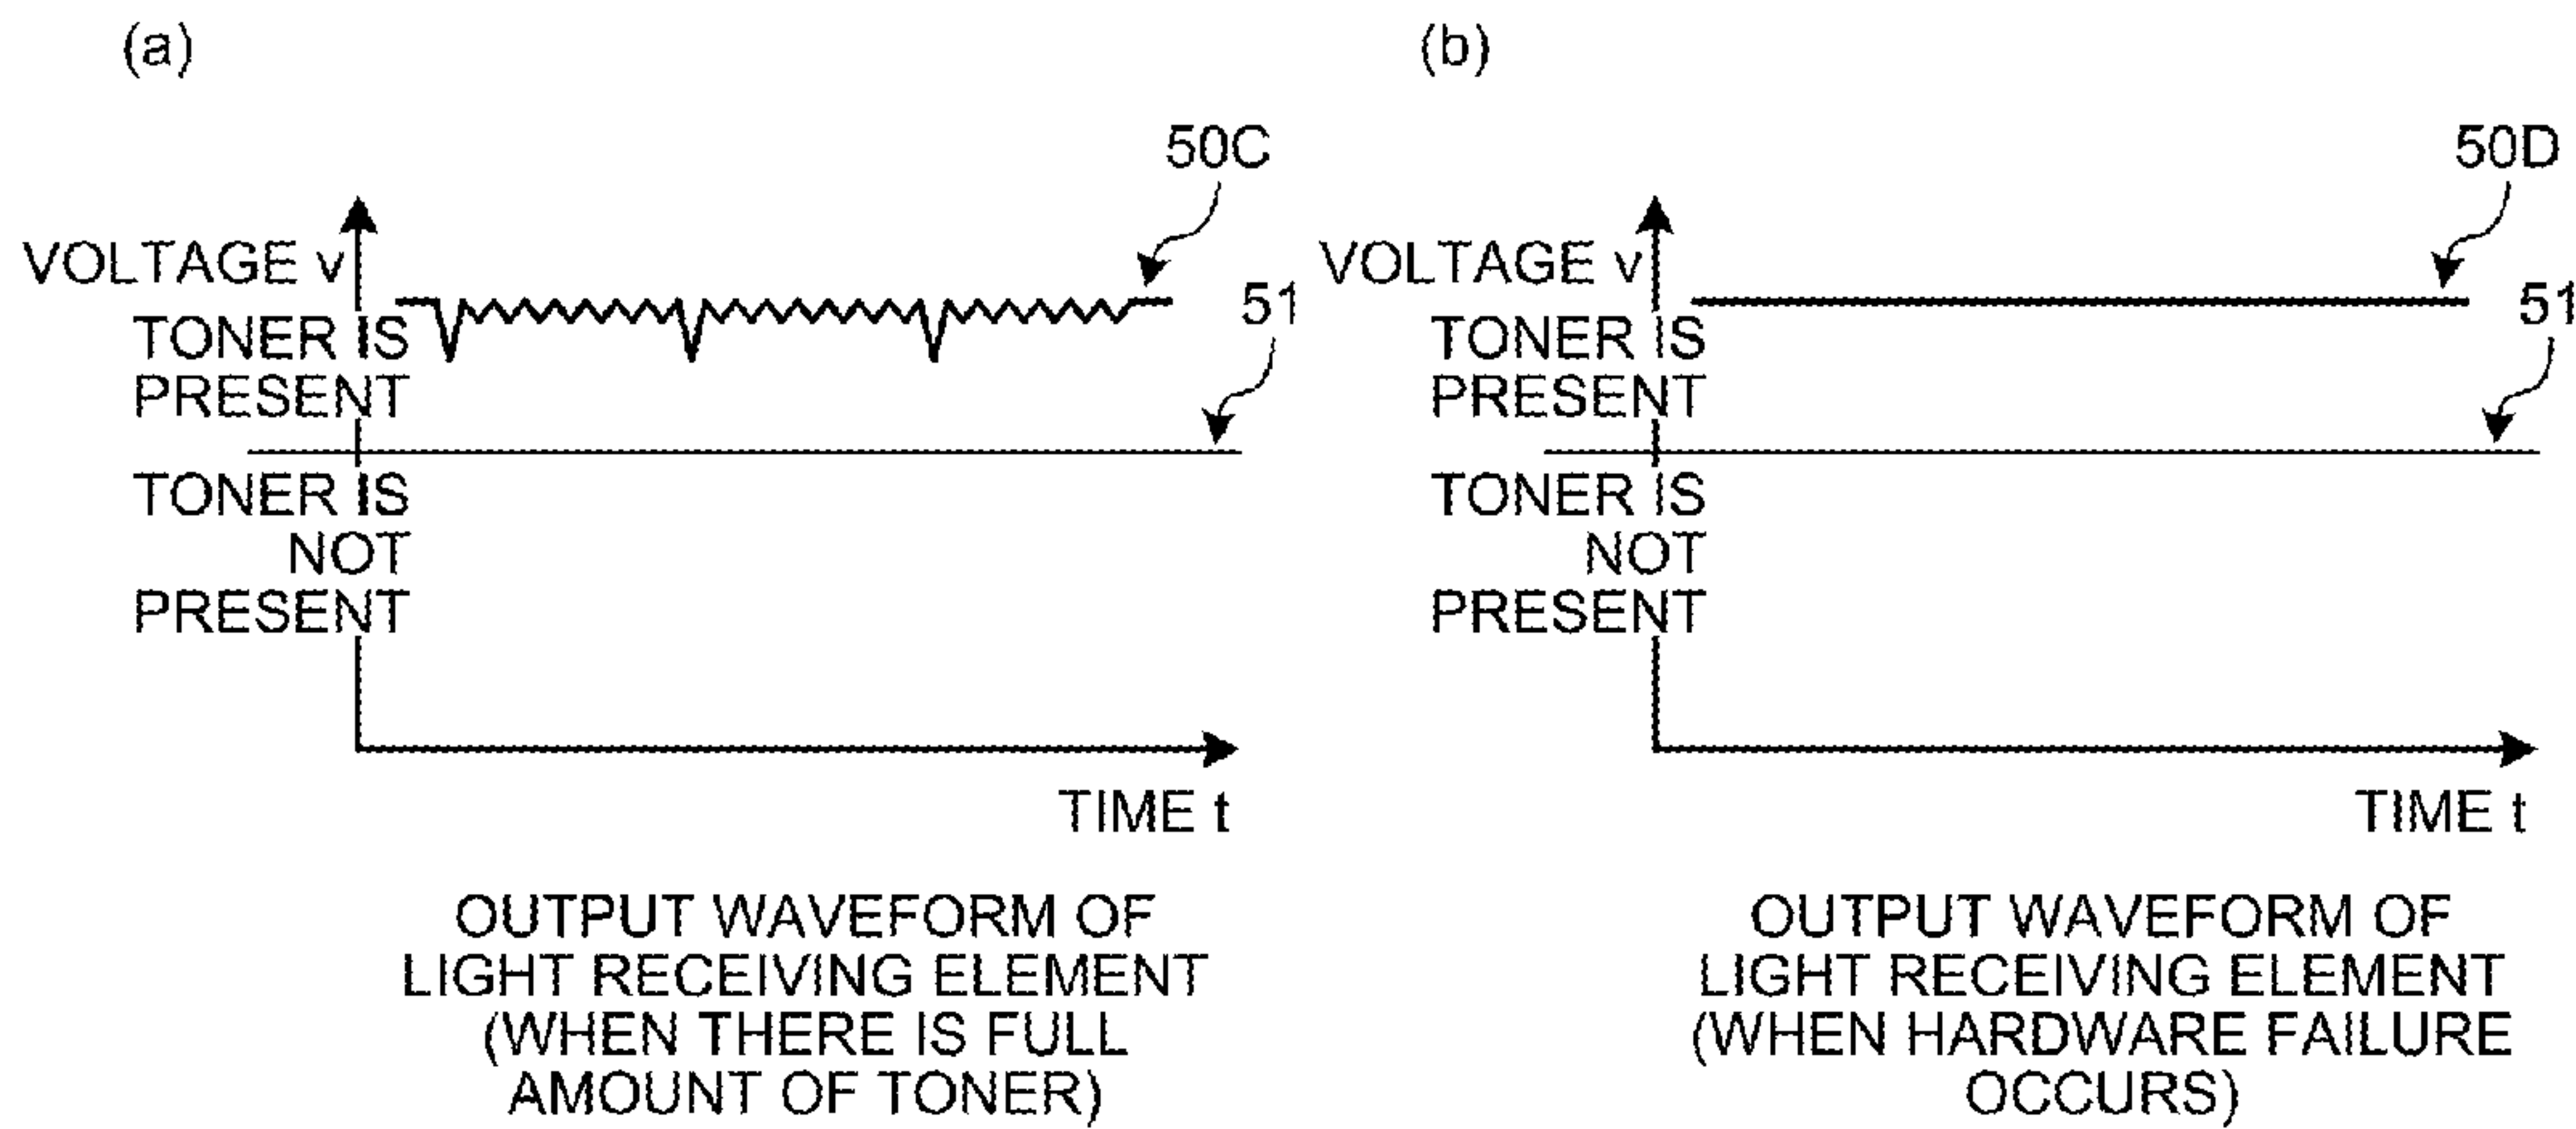 (a)
50C
VOLTAGE v
51
TONER IS
PRESENT
TONER IS
NOT
PRESENT
TIME t
OUTPUT WAVEFORM OF
LIGHT RECEIVING ELEMENT
(WHEN THERE IS FULL
AMOUNT OF TONER)
(b)
50D
VOLTAGE v
51
TONER IS
PRESENT
TONER IS
NOT
PRESENT
TIME t
OUTPUT WAVEFORM OF
LIGHT RECEIVING ELEMENT
(WHEN HARDWARE FAILURE
OCCURS)